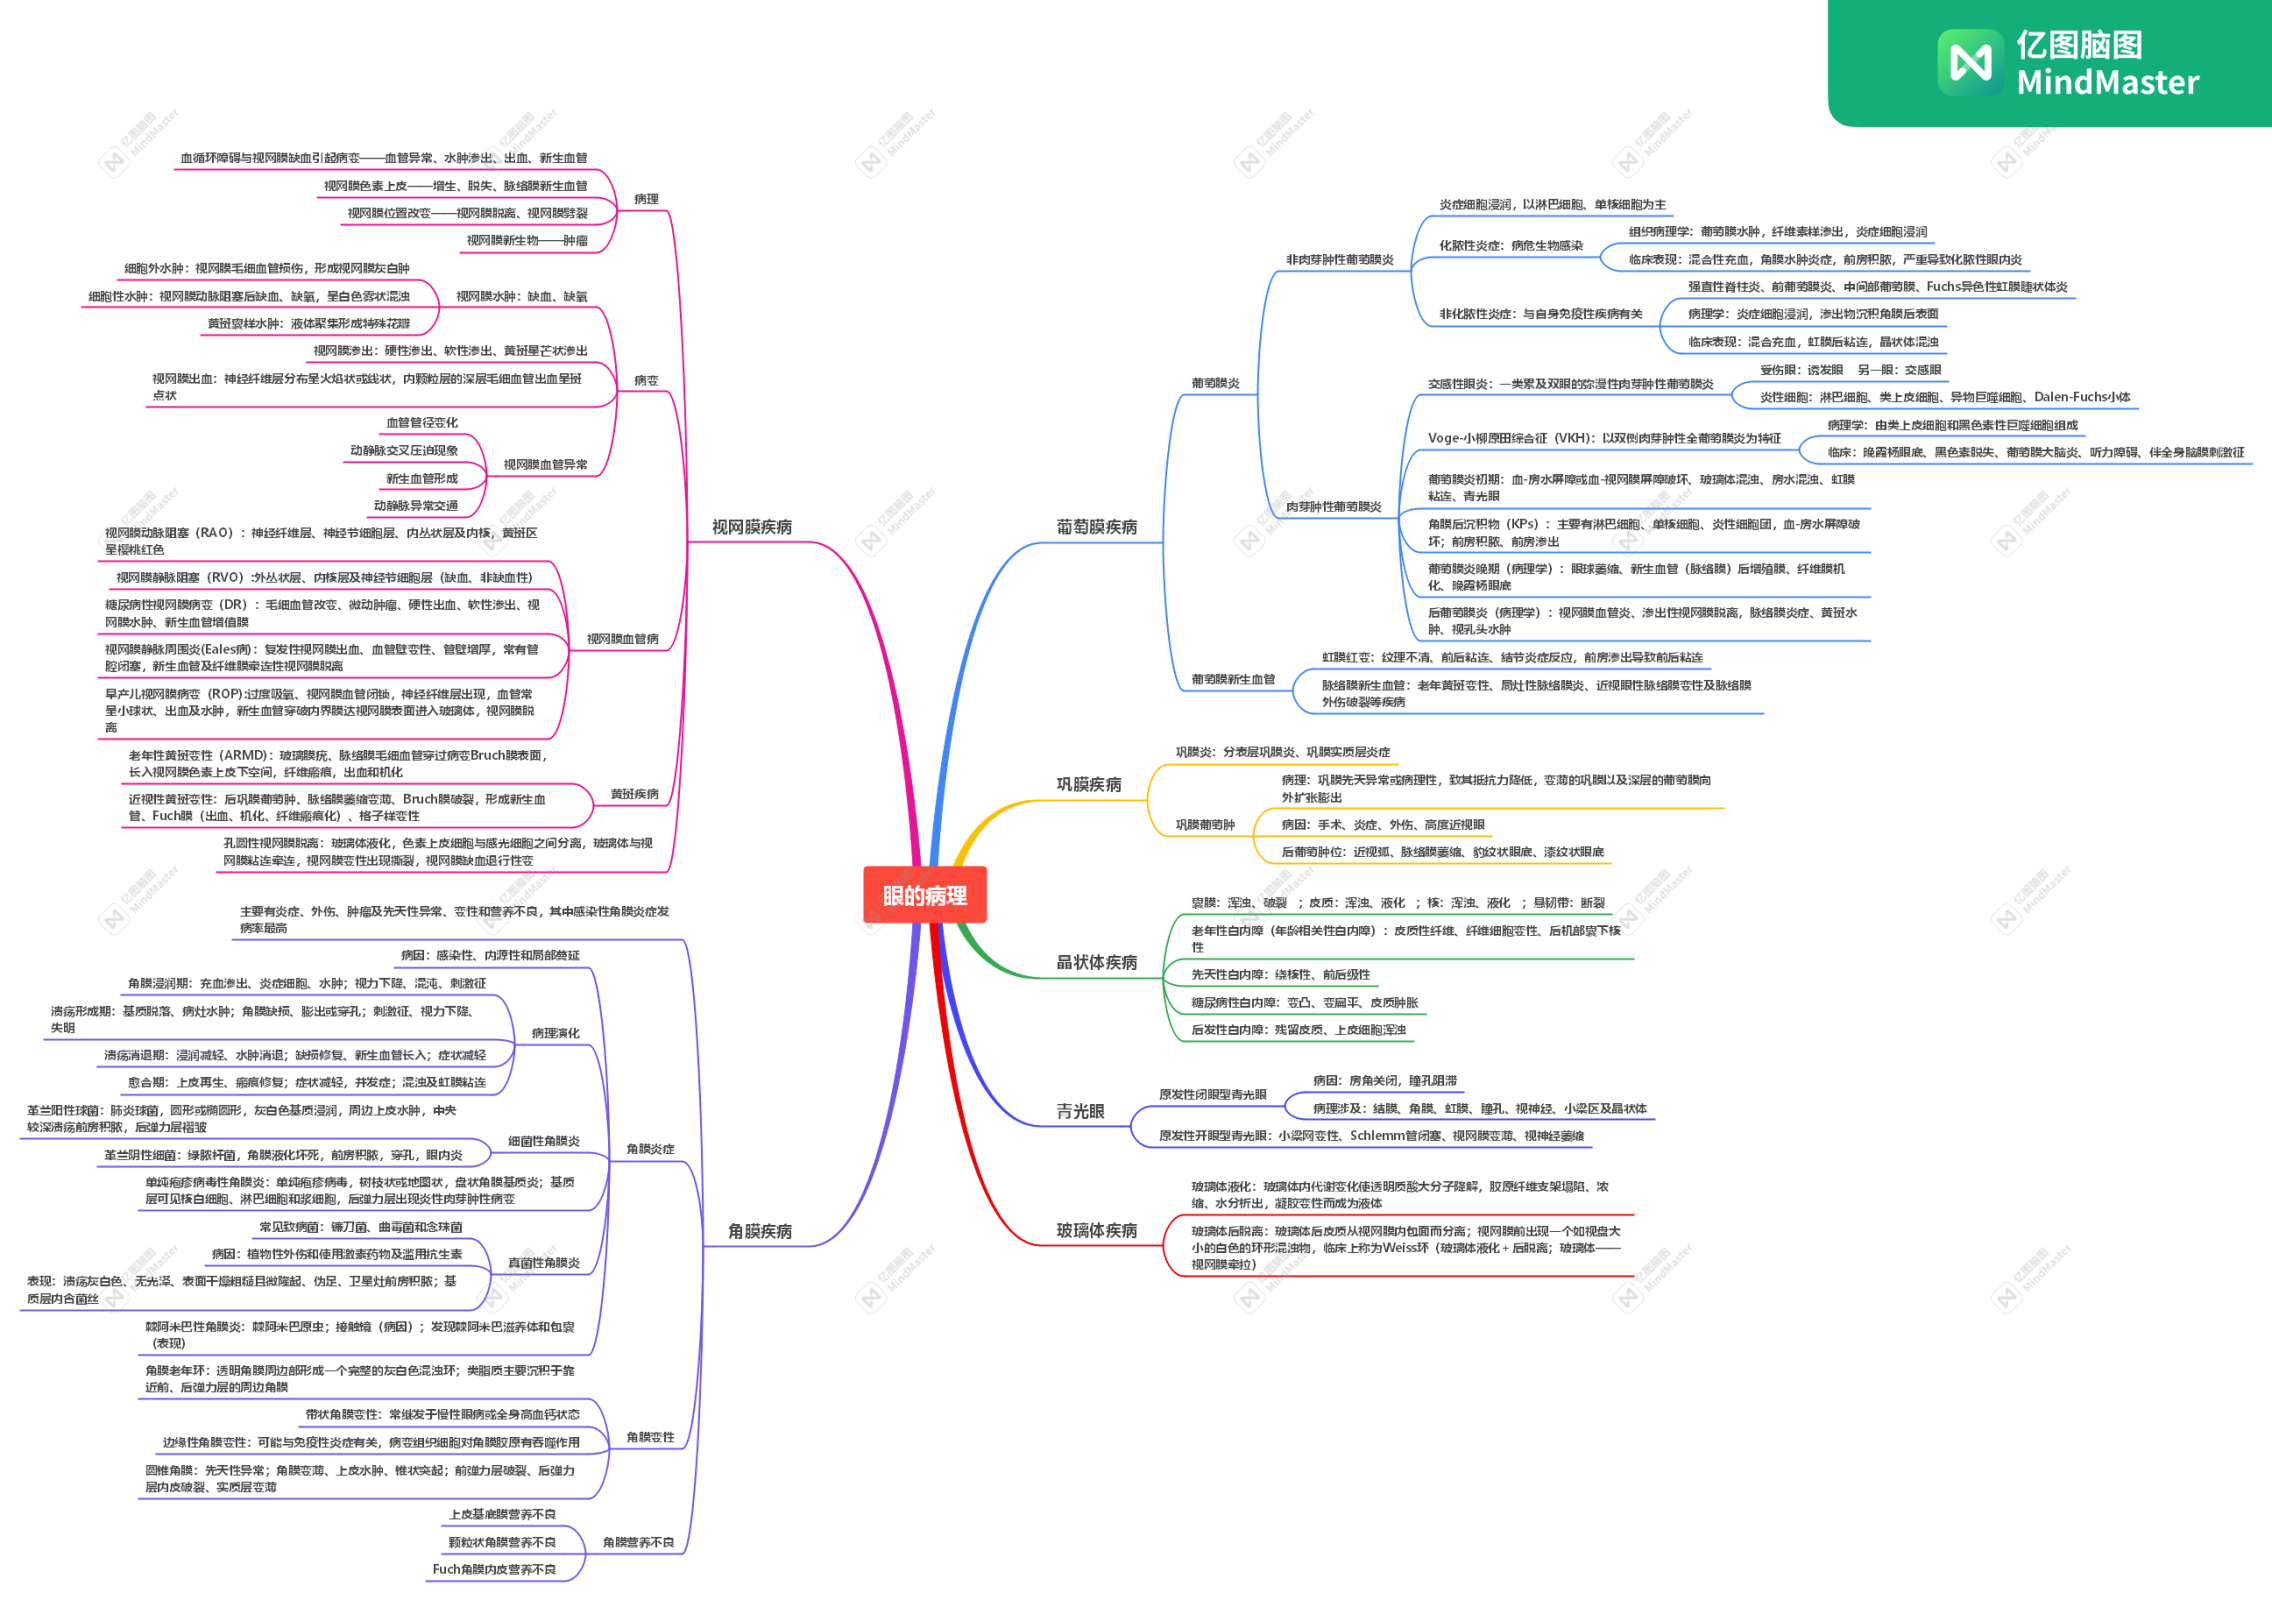 亿图脑图
MindMaster
眼的病理
葡萄膜疾病
葡萄膜炎
非肉芽肿性葡萄膜炎
炎症细胞浸润，以淋巴细胞、单核细胞为主
化脓性炎症：病危生物感染
组织病理学：葡萄膜水肿，纤维素样渗出，炎症细胞浸润
临床表现：混合性充血，角膜水肿炎症，前房积脓，严重导致化脓性眼内炎
非化脓性炎症：与自身免疫性疾病有关
强直性脊柱炎、前葡萄膜炎、中间部葡萄膜、Fuchs异色性虹膜睫状体炎
病理学：炎症细胞浸润，渗出物沉积角膜后表面
临床表现：混合充血，虹膜后粘连，晶状体混浊
肉芽肿性葡萄膜炎
交感性眼炎：一类累及双眼的弥漫性肉芽肿性葡萄膜炎
受伤眼：诱发眼　另一眼：交感眼
炎性细胞：淋巴细胞、类上皮细胞、异物巨噬细胞、Dalen-Fuchs小体
Voge-小柳原田综合征（VKH）：以双侧肉芽肿性全葡萄膜炎为特征
病理学：由类上皮细胞和黑色素性巨噬细胞组成
临床：晚霞杨眼底、黑色素脱失、葡萄膜大脑炎、听力障碍、伴全身脑膜刺激征
葡萄膜炎初期：血-房水屏障或血-视网膜屏障破坏、玻璃体混浊、房水混浊、虹膜
粘连、青光眼
角膜后沉积物（KPs）：主要有淋巴细胞、单核细胞、炎性细胞团，血-房水屏障破
坏；前房积脓、前房渗出
葡萄膜炎晚期（病理学）：眼球萎缩、新生血管（脉络膜）后增殖膜、纤维膜机
化、晚霞杨眼底
后葡萄膜炎（病理学）：视网膜血管炎、渗出性视网膜脱离，脉络膜炎症、黄斑水
肿、视乳头水肿
葡萄膜新生血管
虹膜红变：纹理不清、前后粘连、结节炎症反应，前房渗出导致前后粘连
脉络膜新生血管：老年黄斑变性、局灶性脉络膜炎、近视眼性脉络膜变性及脉络膜
外伤破裂等疾病
巩膜疾病
巩膜炎：分表层巩膜炎、巩膜实质层炎症
巩膜葡萄肿
病理：巩膜先天异常或病理性，致其抵抗力降低，变薄的巩膜以及深层的葡萄膜向
外扩张膨出
病因：手术、炎症、外伤、高度近视眼
后葡萄肿位：近视弧、脉络膜萎缩、豹纹状眼底、漆纹状眼底
晶状体疾病
囊膜：浑浊、破裂　；皮质：浑浊、液化　；核：浑浊、液化　；悬韧带：断裂
老年性白内障（年龄相关性白内障）：皮质性纤维、纤维细胞变性、后机部囊下核
性
先天性白内障：绕核性、前后级性
糖尿病性白内障：变凸、变扁平、皮质肿胀
后发性白内障：残留皮质、上皮细胞浑浊
青光眼
原发性闭眼型青光眼
病因：房角关闭，瞳孔阻滞
病理涉及：结膜、角膜、虹膜、瞳孔、视神经、小梁区及晶状体
原发性开眼型青光眼：小梁网变性、Schlemm管闭塞、视网膜变薄、视神经萎缩
玻璃体疾病
玻璃体液化：玻璃体内代谢变化使透明质酸大分子降解，胶原纤维支架塌陷、浓
缩、水分析出，凝胶变性而成为液体
玻璃体后脱离：玻璃体后皮质从视网膜内包面而分离；视网膜前出现一个如视盘大
小的白色的环形混浊物，临床上称为Weiss环（玻璃体液化＋后脱离；玻璃体——
视网膜牵拉）
视网膜疾病
病理
血循环障碍与视网膜缺血引起病变——血管异常、水肿渗出、出血、新生血管
视网膜色素上皮——增生、脱失、脉络膜新生血管
视网膜位置改变——视网膜脱离、视网膜劈裂
视网膜新生物——肿瘤
病变
视网膜水肿：缺血、缺氧
细胞外水肿：视网膜毛细血管损伤，形成视网膜灰白肿
细胞性水肿：视网膜动脉阻塞后缺血、缺氧，呈白色雾状混浊
黄斑囊样水肿：液体聚集形成特殊花瓣
视网膜渗出：硬性渗出、软性渗出、黄斑星芒状渗出
视网膜出血：神经纤维层分布呈火焰状或线状，内颗粒层的深层毛细血管出血呈斑
点状
视网膜血管异常
血管管径变化
动静脉交叉压迫现象
新生血管形成
动静脉异常交通
视网膜血管病
视网膜动脉阻塞（RAO）：神经纤维层、神经节细胞层、内丛状层及内核，黄斑区
呈樱桃红色
视网膜静脉阻塞（RVO）:外丛状层、内核层及神经节细胞层（缺血、非缺血性）
糖尿病性视网膜病变（DR）：毛细血管改变、微动肿瘤、硬性出血、软性渗出、视
网膜水肿、新生血管增值膜
视网膜静脉周围炎(Eales病)：复发性视网膜出血、血管壁变性、管壁增厚，常有管
腔闭塞，新生血管及纤维膜牵连性视网膜脱离
早产儿视网膜病变（ROP):过度吸氧、视网膜血管闭锁，神经纤维层出现，血管常
呈小球状、出血及水肿，新生血管穿破内界膜达视网膜表面进入玻璃体，视网膜脱
离
黄斑疾病
老年性黄斑变性（ARMD)：玻璃膜疣、脉络膜毛细血管穿过病变Bruch膜表面，
长入视网膜色素上皮下空间，纤维瘢痕，出血和机化
近视性黄斑变性：后巩膜葡萄肿、脉络膜萎缩变薄、Bruch膜破裂，形成新生血
管、Fuch膜（出血、机化、纤维瘢痕化）、格子样变性
孔圆性视网膜脱离：玻璃体液化，色素上皮细胞与感光细胞之间分离，玻璃体与视
网膜粘连牵连，视网膜变性出现撕裂，视网膜缺血退行性变
角膜疾病
主要有炎症、外伤、肿瘤及先天性异常、变性和营养不良，其中感染性角膜炎症发
病率最高
角膜炎症
病因：感染性、内源性和局部蔓延
病理演化
角膜浸润期：充血渗出、炎症细胞、水肿；视力下降、混沌、刺激征
溃疡形成期：基质脱落、病灶水肿；角膜缺损、膨出或穿孔；刺激征、视力下降、
失明
溃疡消退期：浸润减轻、水肿消退；缺损修复、新生血管长入；症状减轻
愈合期：上皮再生、瘢痕修复；症状减轻，并发症；混浊及虹膜粘连
细菌性角膜炎
革兰阳性球菌：肺炎球菌，圆形或椭圆形，灰白色基质浸润，周边上皮水肿，中央
较深溃疡前房积脓，后弹力层褶皱
革兰阴性细菌：绿脓杆菌，角膜液化坏死，前房积脓，穿孔，眼内炎
单纯疱疹病毒性角膜炎：单纯疱疹病毒，树枝状或地图状，盘状角膜基质炎；基质
层可见核白细胞、淋巴细胞和浆细胞，后弹力层出现炎性肉芽肿性病变
真菌性角膜炎
常见致病菌：镰刀菌、曲霉菌和念珠菌
病因：植物性外伤和使用激素药物及滥用抗生素
表现：溃疡灰白色、无光泽、表面干燥粗糙且微隆起、伪足、卫星灶前房积脓；基
质层内含菌丝
棘阿米巴性角膜炎：棘阿米巴原虫；接触镜（病因）；发现棘阿米巴滋养体和包囊
（表现）
角膜变性
角膜老年环：透明角膜周边部形成一个完整的灰白色混浊环；类脂质主要沉积于靠
近前、后弹力层的周边角膜
带状角膜变性：常继发于慢性眼病或全身高血钙状态
边缘性角膜变性：可能与免疫性炎症有关，病变组织细胞对角膜胶原有吞噬作用
圆惟角膜：先天性异常；角膜变薄、上皮水肿、锥状突起；前弹力层破裂、后弹力
层内皮破裂、实质层变薄
角膜营养不良
上皮基底膜营养不良
颗粒状角膜营养不良
Fuch角膜内皮营养不良